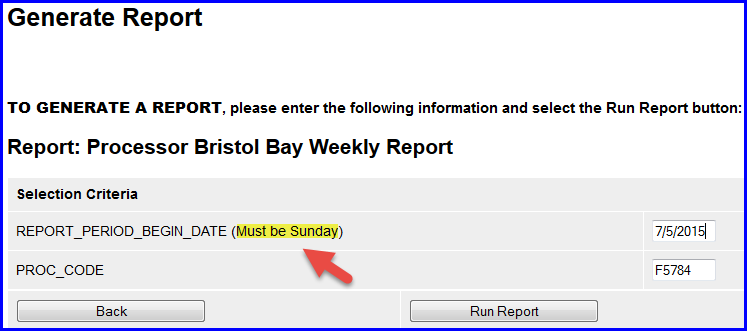 Generate Report
TO GENERATE A REPORT, please enter the following information and select the Run Report button:
Report: Processor Bristol Bay Weekly Report
Selection Criteria
REPORT_PERIOD_BEGIN_DATE (Must be Sunday) 7/5/2015
PROC_CODE F5784
Back Run Report